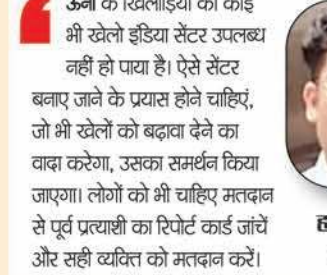 ऊना के खिलाड़ियों को कोई
भी खेलो इंडिया सेंटर उपलब्ध
नहीं हो पाया है। ऐसे सेंटर
बनाए जाने के प्रयास होने चाहिएं,
जो भी खेलों को बढ़ावा देने का
वादा करेगा, उसका समर्थन किया
जाएगा। लोगों को भी चाहिए मतदान
से पूर्व प्रत्याशी का रिपोर्ट कार्ड जांचें
और सही व्यक्ति को मतदान करें।